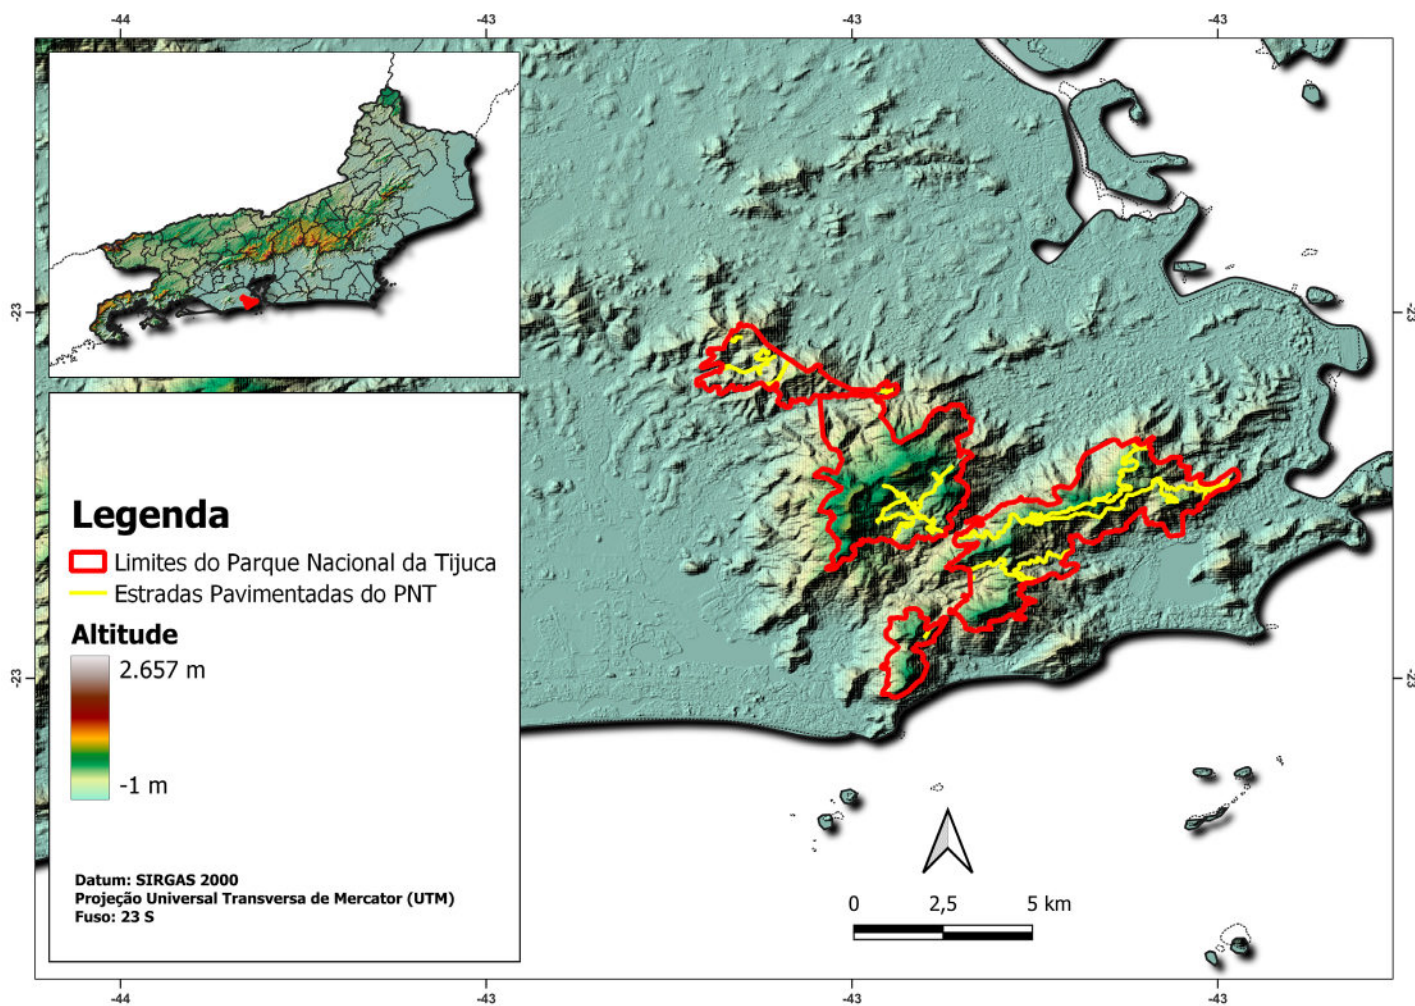 -44
-43
-43
-43
-23
-23
-23
-23
Legenda
Limites do Parque Nacional da Tijuca
Estradas Pavimentadas do PNT
Altitude
2.657 m
-1 m
Datum: SIRGAS 2000
Projeção Universal Transversa de Mercator (UTM)
Fuso: 23 S
0 2,5 5 km
-44
-43
-43
-43